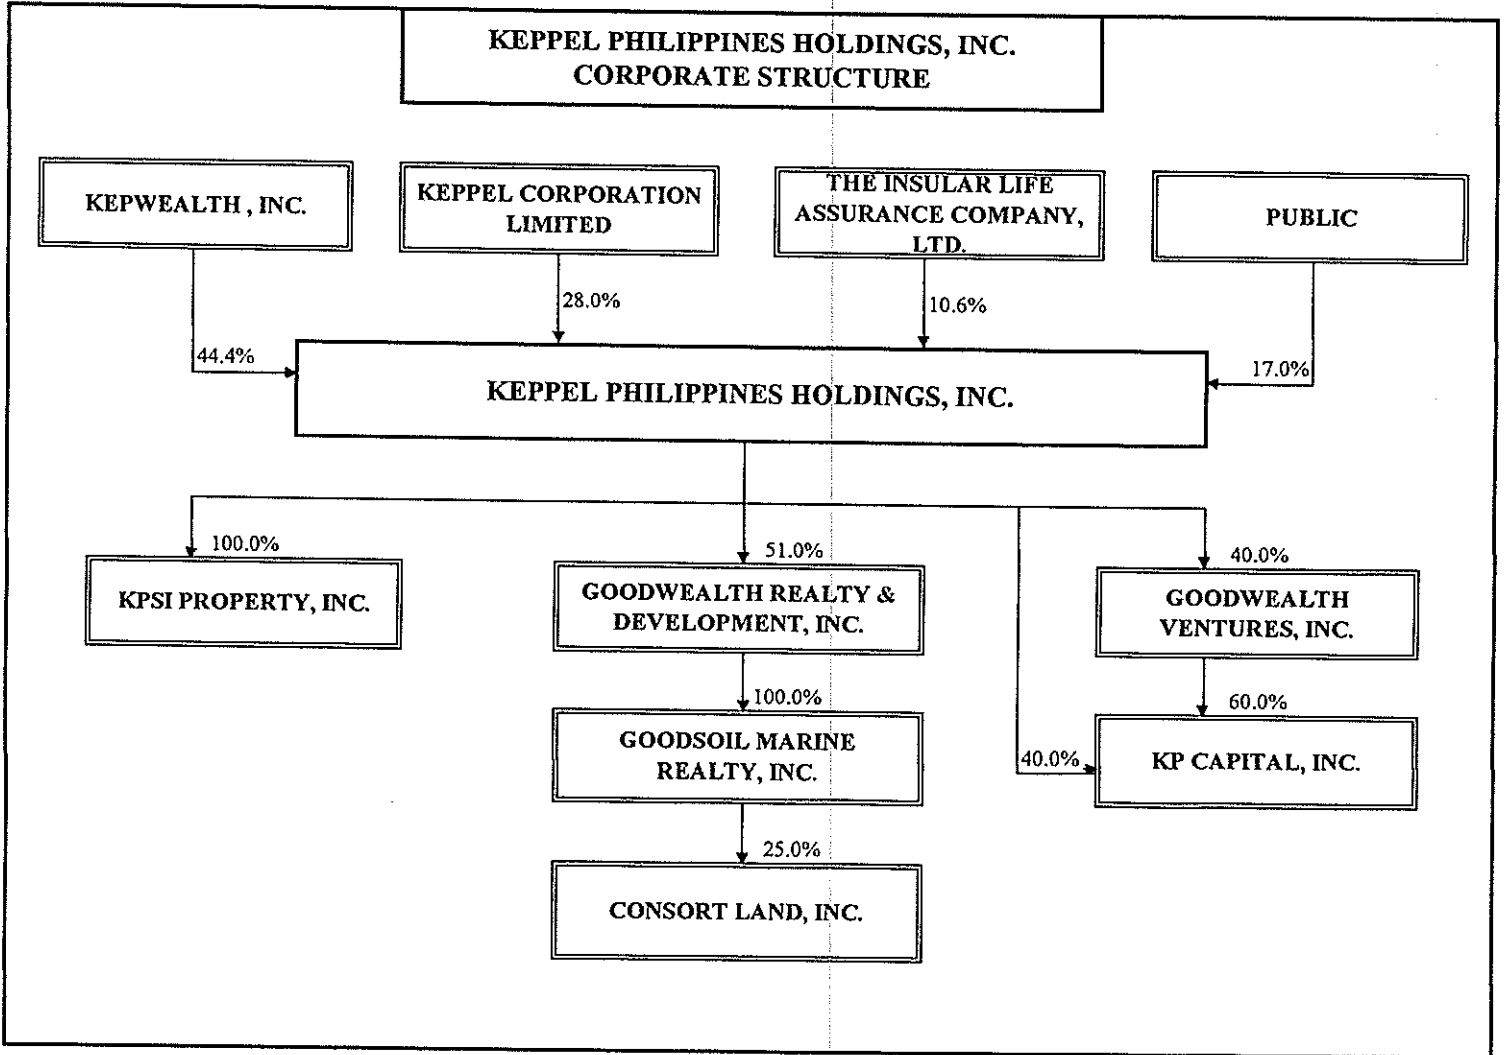 KEPPEL PHILIPPINES HOLDINGS, INC.
CORPORATE STRUCTURE
KEPWEALTH , INC.
KEPPEL CORPORATION
LIMITED
THE INSULAR LIFE
ASSURANCE COMPANY,
LTD.
PUBLIC
28.0%
10.6%
44.4%
17.0%
KEPPEL PHILIPPINES HOLDINGS, INC.
100.0%
51.0%
40.0%
KPSI PROPERTY, INC.
GOODWEALTH REALTY &
DEVELOPMENT, INC.
GOODWEALTH
VENTURES, INC.
100.0%
60.0%
GOODSOIL MARINE
REALTY, INC.
40.0%
KP CAPITAL, INC.
25.0%
CONSORT LAND, INC.